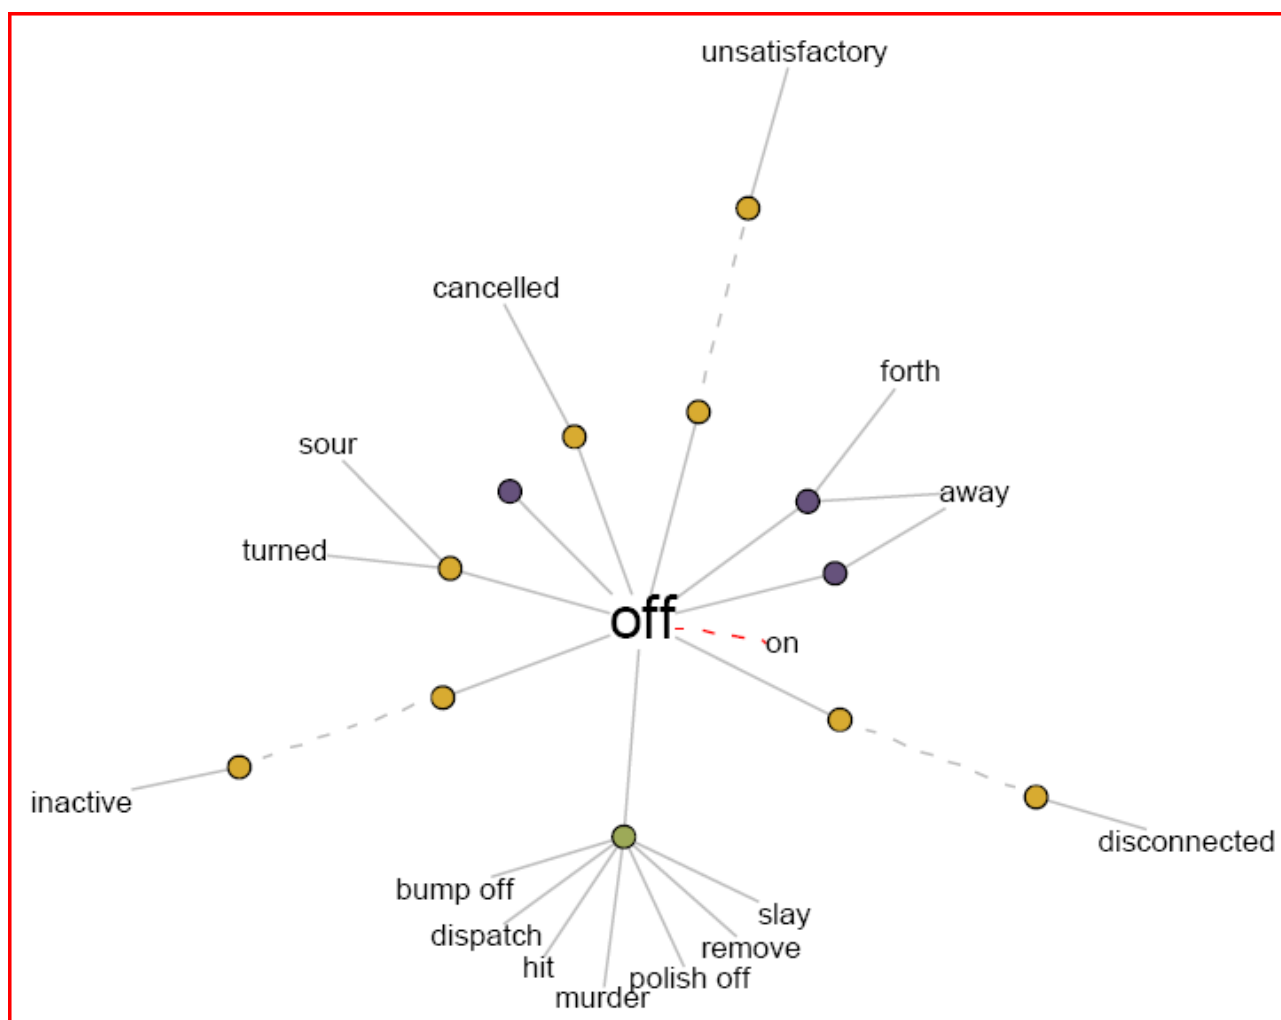 unsatisfactory
cancelled
forth
sour
away
turned
off
on
inactive
disconnected
bump off
slay
dispatch
remove
hit
polish off
murder